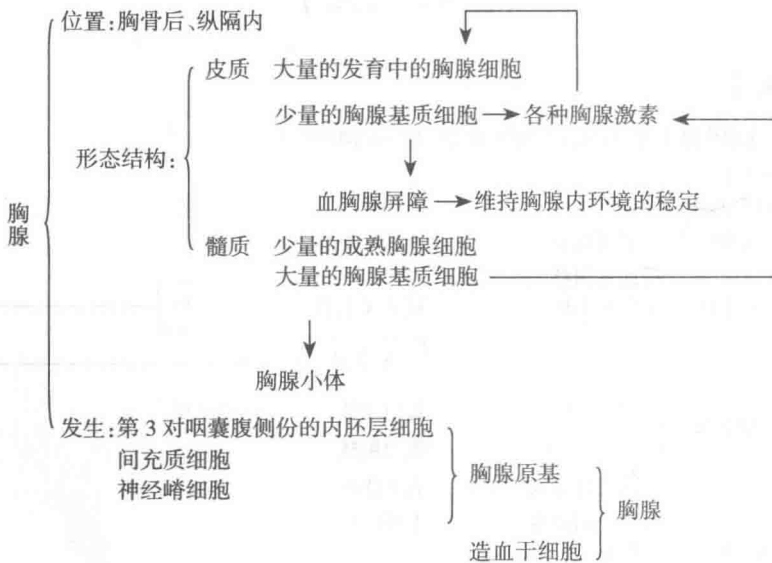 位置:胸骨后、纵隔内
皮质 大量的发育中的胸腺细胞
少量的胸腺基质细胞→各种胸腺激素
形态结构:
血胸腺屏障→维持胸腺内环境的稳定
胸腺
髓质 少量的成熟胸腺细胞
大量的胸腺基质细胞
胸腺小体
发生:第3对咽囊腹侧份的内胚层细胞
间充质细胞
神经嵴细胞
胸腺原基
胸腺
造血干细胞